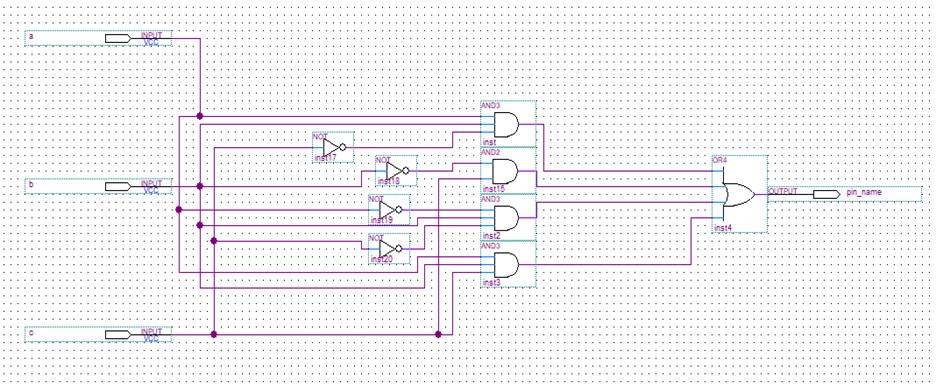 a
INPUT
VCC
AND3
inst
NOT
inst17
AND2
inst15
NOT
inst18
OR4
inst4
b
INPUT
VCC
OUTPUT
pin_name
NOT
inst19
AND3
inst2
NOT
inst20
AND3
inst3
c
INPUT
VCC